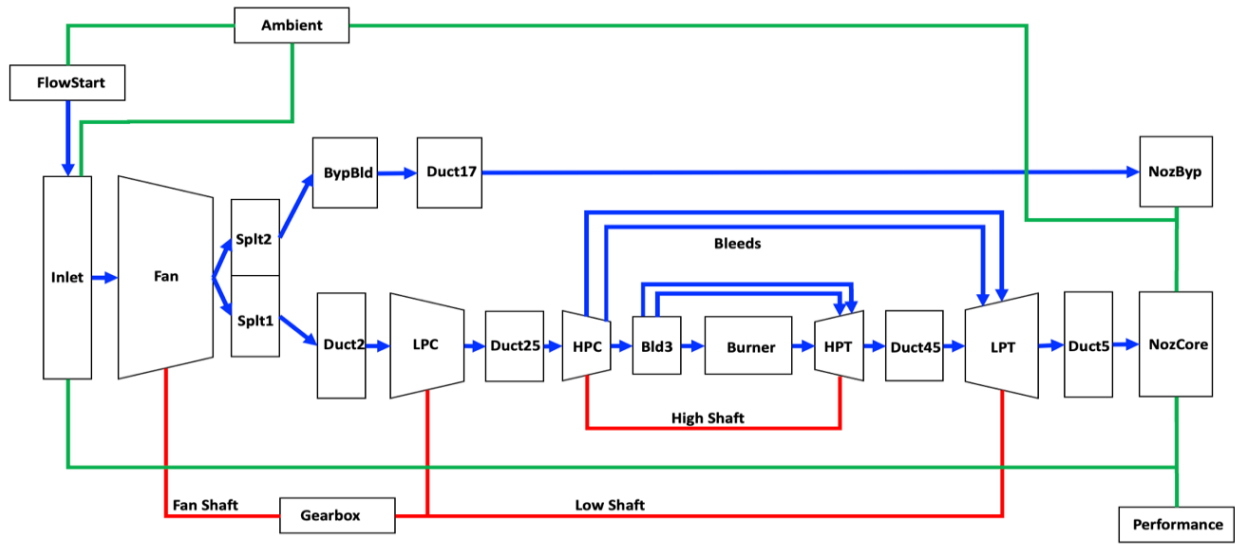 Ambient
FlowStart
BypBld
Duct17
NozByp
Splt2
Bleeds
Inlet
Fan
Splt1
Duct2
LPC
Duct25
HPC
Bld3
Burner
HPT
Duct45
LPT
Duct5
NozCore
High Shaft
Fan Shaft
Gearbox
Low Shaft
Performance